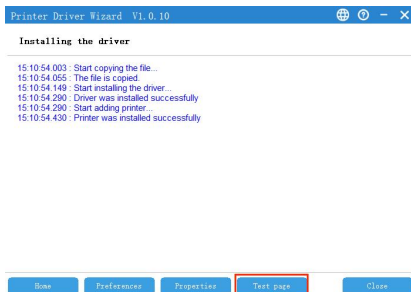 Printer Driver Wizard V1.0.10
Installing the driver
15:10:54.003 : Start copying the file...
15:10:54.055 : The file is copied.
15:10:54.149 : Start installing the driver...
15:10:54.290 : Driver was installed successfully
15:10:54.290 : Start adding printer...
15:10:54.430 : Printer was installed successfully
Home Preferences Properties Test page Close